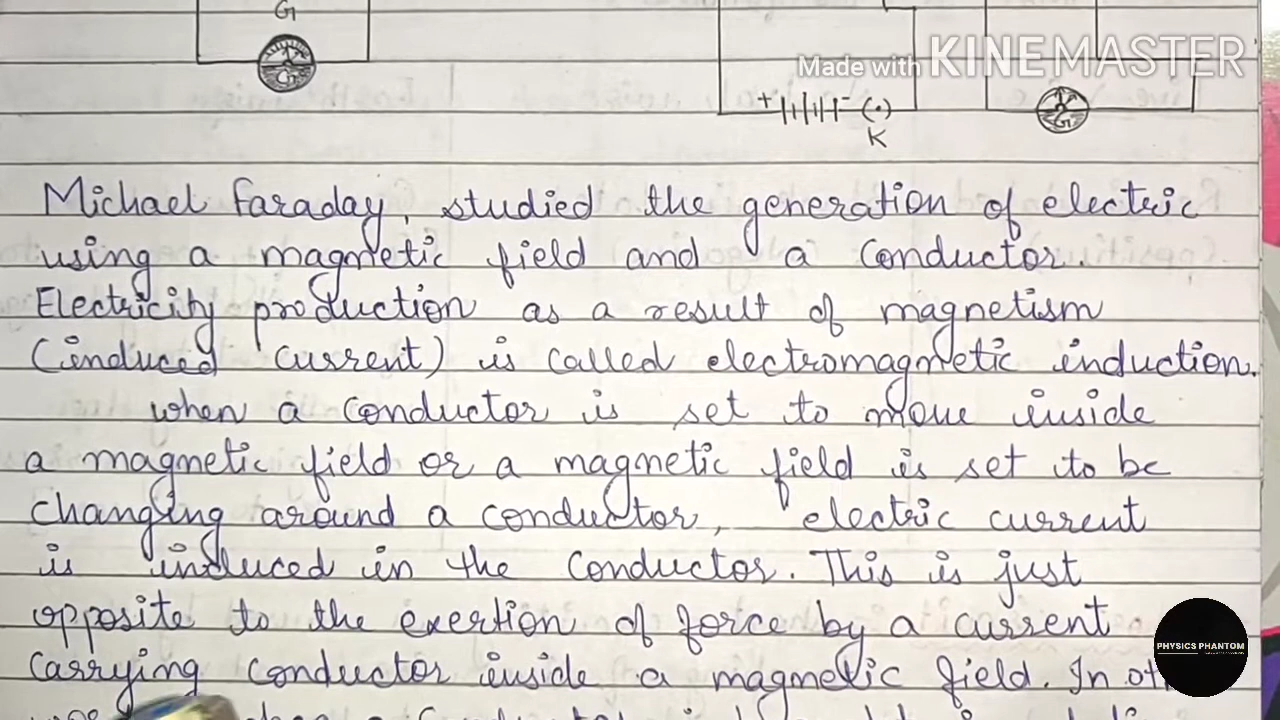 G
G
Made with KINEMASTER
+ - (·)
K
G
Michael Faraday, studied the generation of electric
using a magnetic field and a Conductor.
Electricity production as a result of magnetism
(induced current) is called electromagnetic induction.
when a conductor is set to move inside
a magnetic field or a magnetic field is set to be
changing around a conductor, electric current
is induced in the conductor. This is just
opposite to the exertion of force by a current
carrying conductor inside a magnetic field. In
PHYSICS PHANTOM